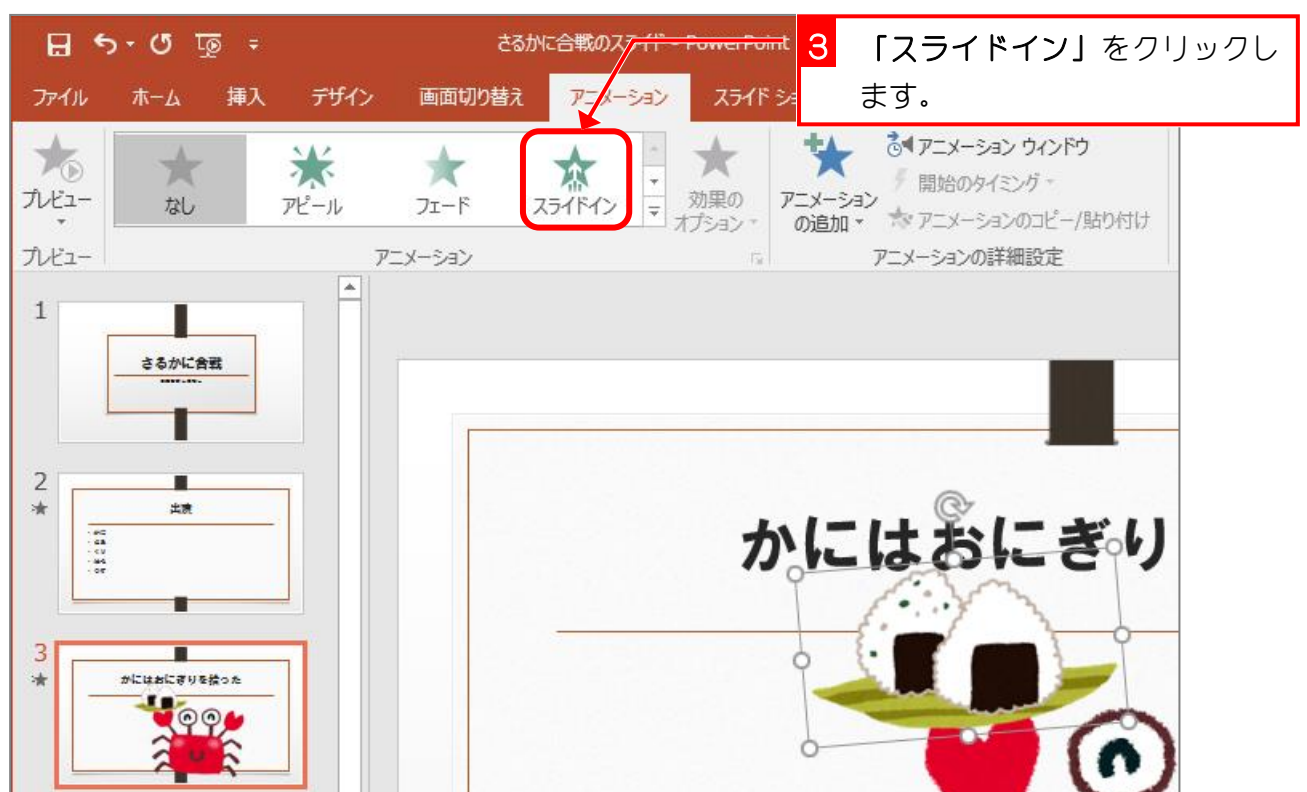 さるかに合戦のスライド - PowerPoint
3 「スライドイン」をクリックし
ます。
ファイル ホーム 挿入 デザイン 画面切り替え アニメーション スライド ショ
プレビュー
なし アピール フェード スライドイン
効果の
オプション
アニメーション
の追加
アニメーション ウィンドウ
開始のタイミング
アニメーションのコピー/貼り付け
プレビュー アニメーション アニメーションの詳細設定
1
さるかに合戦
2
出演
3
かにはおにぎりを拾った
かにはおにぎり